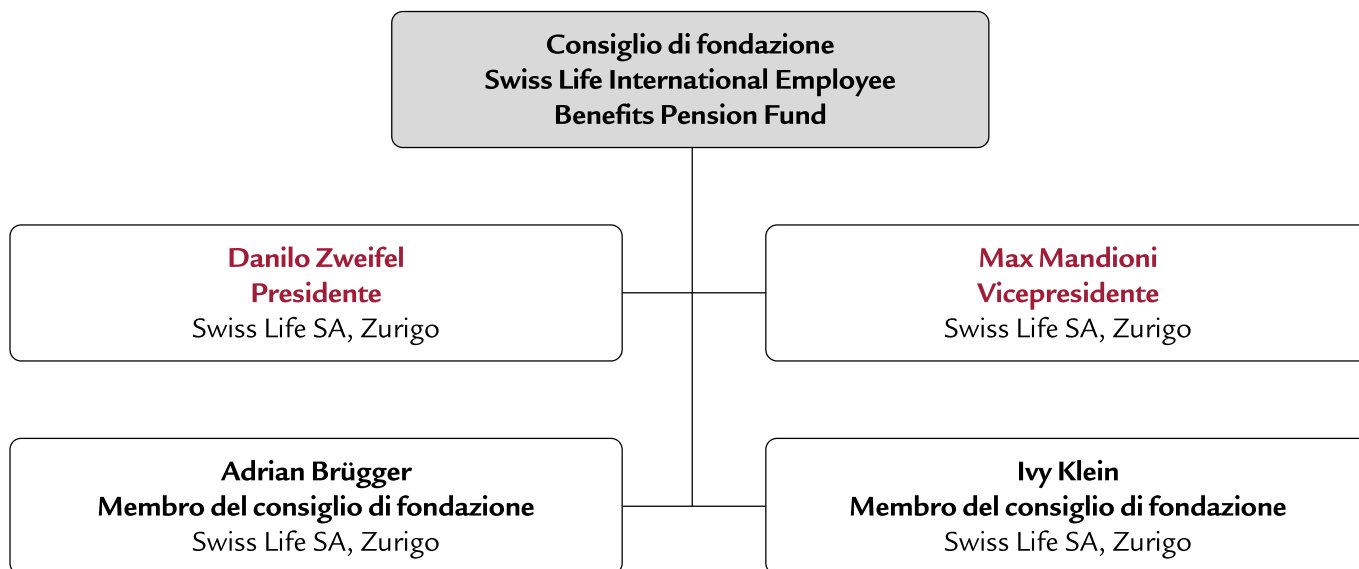 Consiglio di fondazione
Swiss Life International Employee
Benefits Pension Fund
Danilo Zweifel
Presidente
Swiss Life SA, Zurigo
Max Mandioni
Vicepresidente
Swiss Life SA, Zurigo
Adrian Brügger
Membro del consiglio di fondazione
Swiss Life SA, Zurigo
Ivy Klein
Membro del consiglio di fondazione
Swiss Life SA, Zurigo